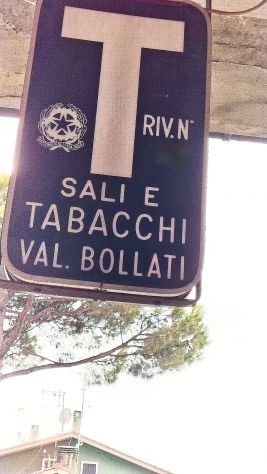 T
RIV. N°
SALI E
TABACCHI
VAL. BOLLATI